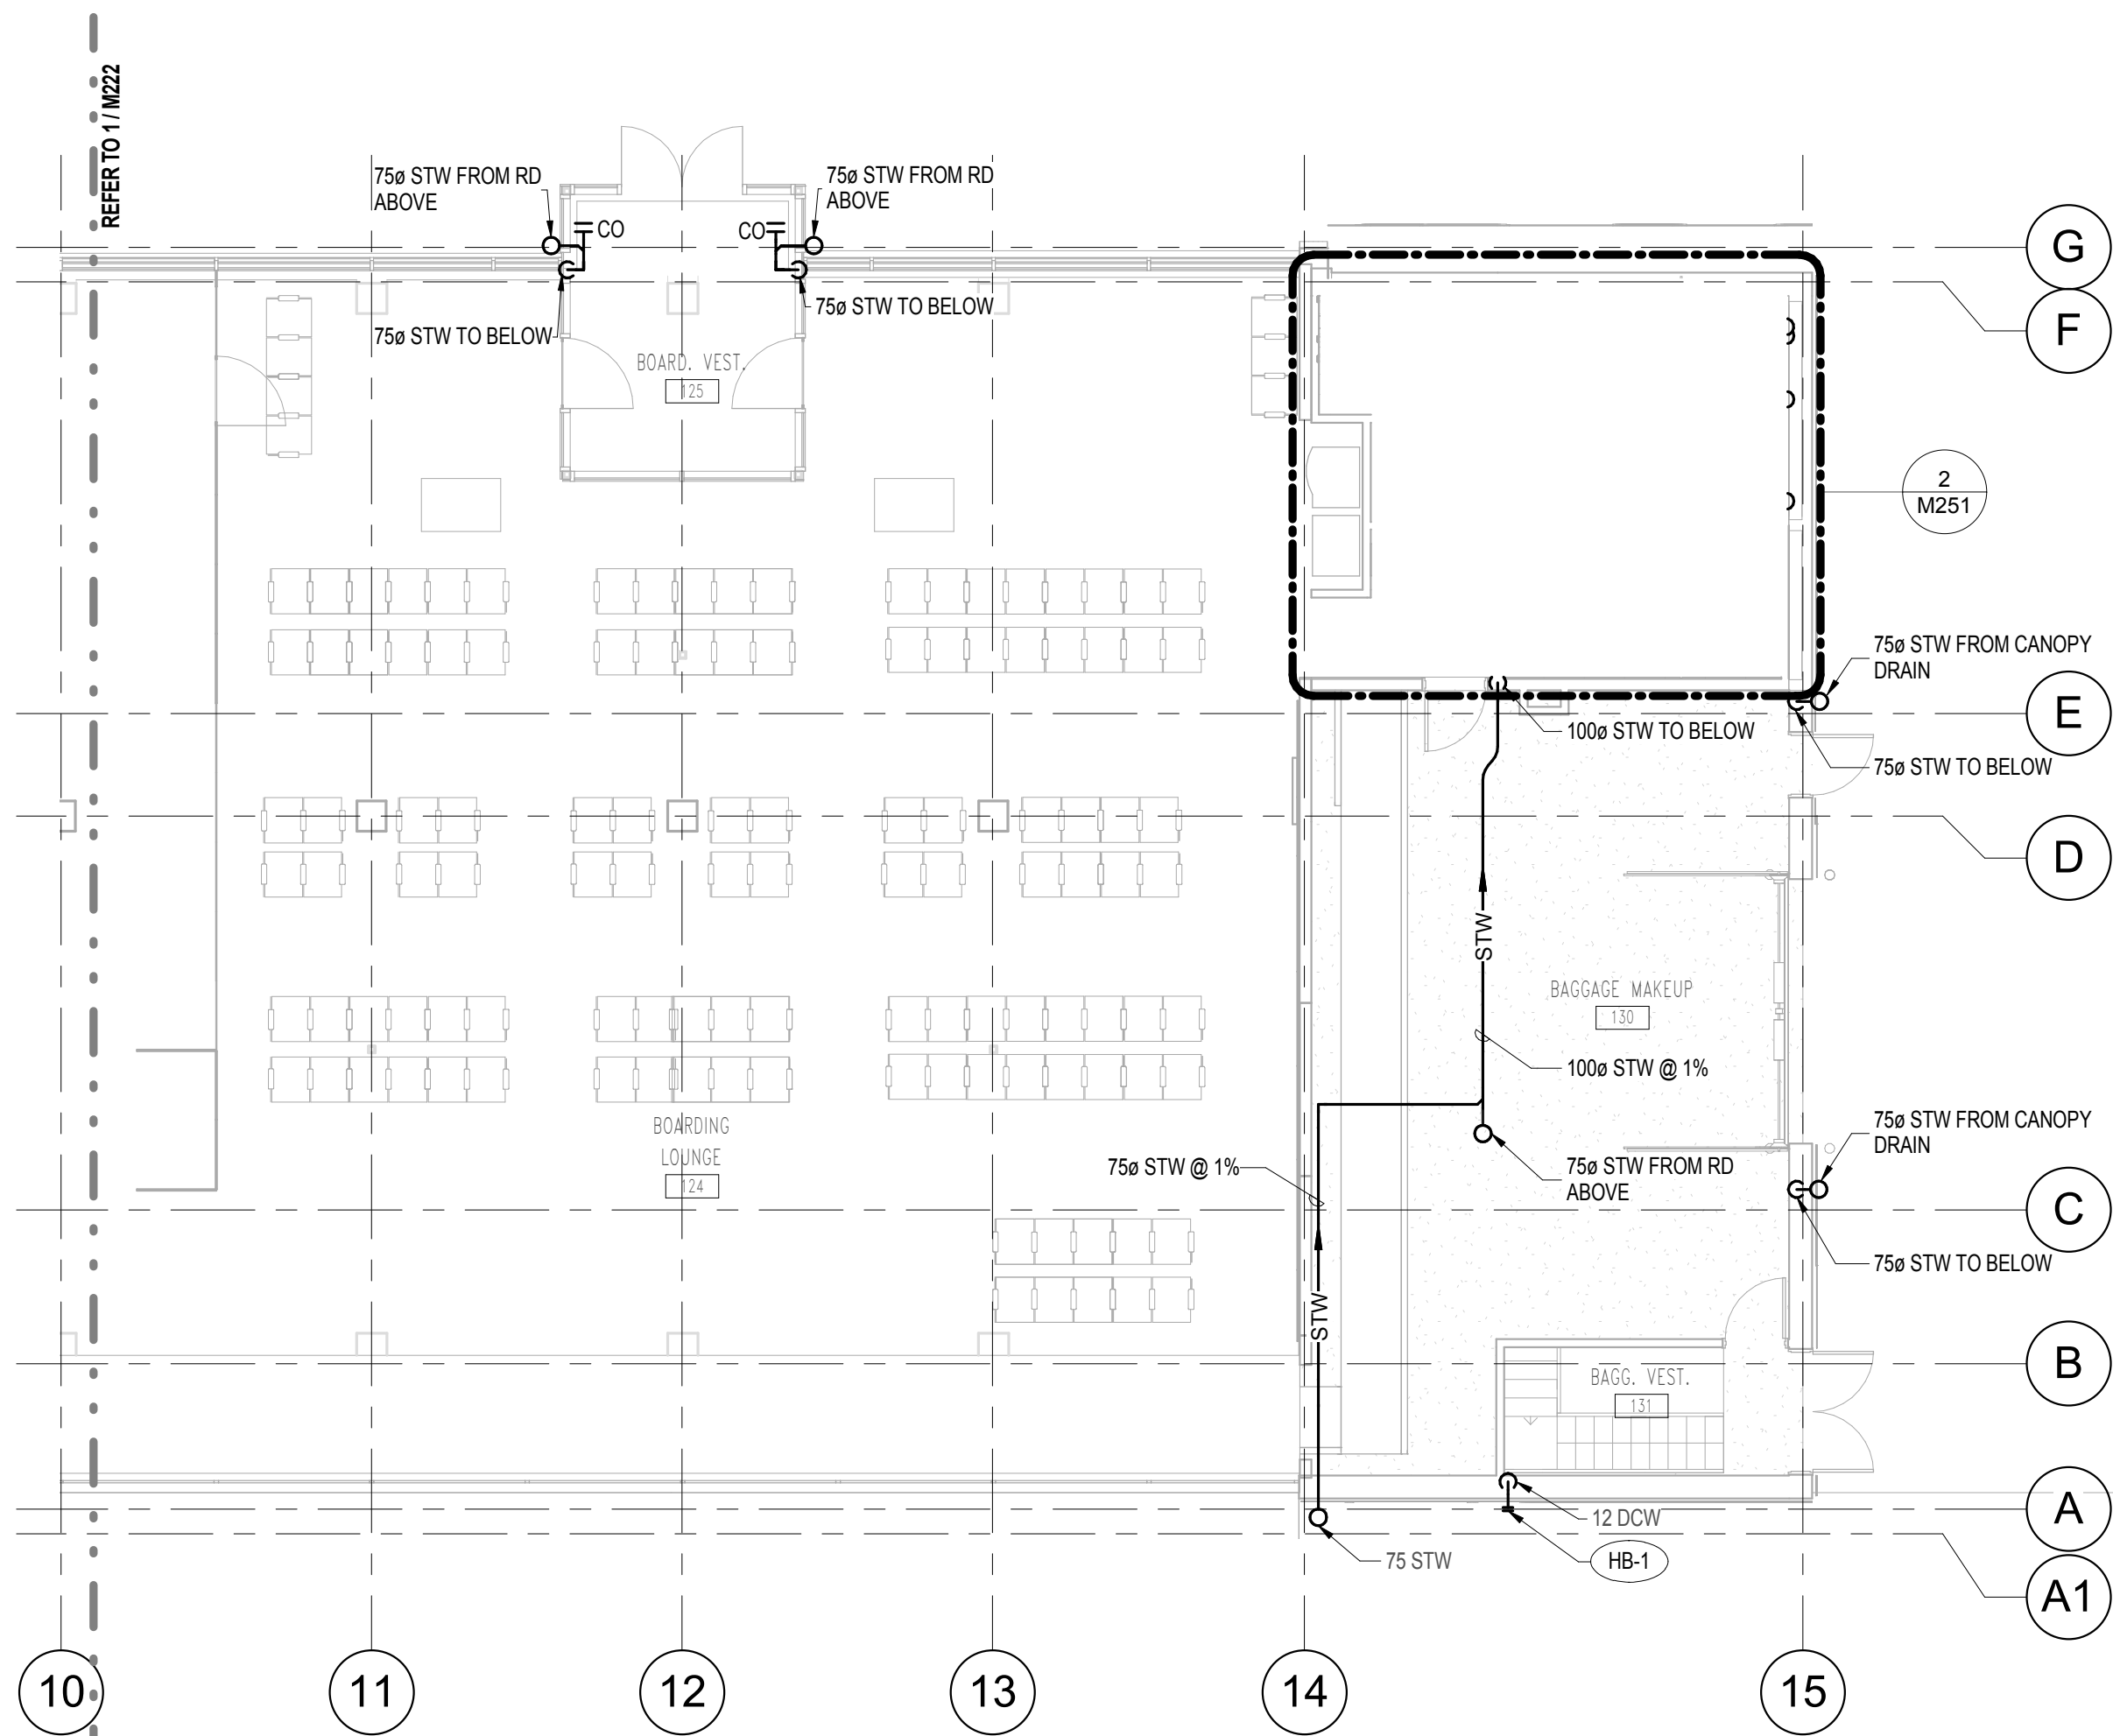 REFER TO 1 / M222
75ø STW FROM RD
ABOVE
75ø STW FROM RD
ABOVE
CO
CO
G
75ø STW TO BELOW
75ø STW TO BELOW
F
BOARD. VEST.
125
2
M251
75ø STW FROM CANOPY
DRAIN
E
100ø STW TO BELOW
75ø STW TO BELOW
D
STW
BAGGAGE MAKEUP
130
100ø STW @ 1%
BOARDING
LOUNGE
124
75ø STW @ 1%
75ø STW FROM RD
ABOVE
75ø STW FROM CANOPY
DRAIN
C
75ø STW TO BELOW
STW
B
BAGG. VEST.
131
A
12 DCW
75 STW
HB-1
A1
10
11
12
13
14
15